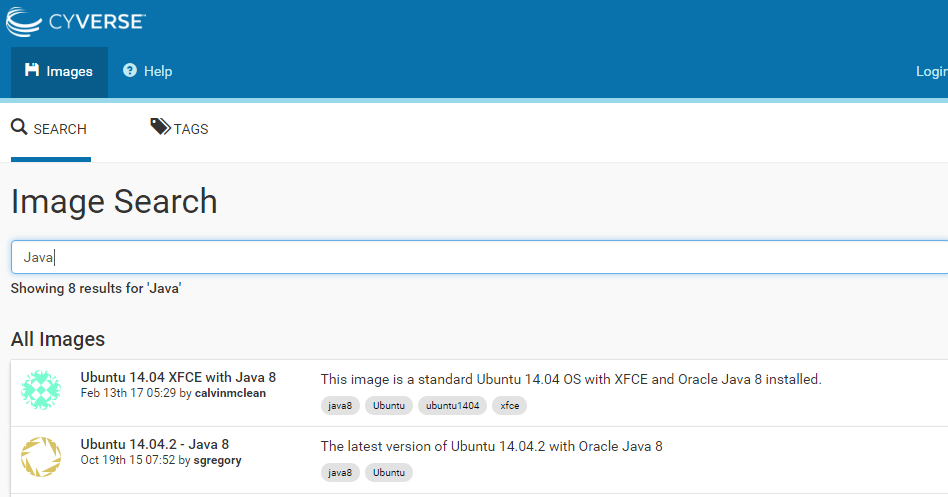 CYVERSE™
Images Help
SEARCH TAGS
Image Search
Java
Showing 8 results for 'Java'
All Images
Ubuntu 14.04 XFCE with Java 8
Feb 13th 17 05:29 by calvinmclean
This image is a standard Ubuntu 14.04 OS with XFCE and Oracle Java 8 installed.
java8 Ubuntu ubuntu1404 xfce
Ubuntu 14.04.2 - Java 8
Oct 19th 15 07:52 by sgregory
The latest version of Ubuntu 14.04.2 with Oracle Java 8
java8 Ubuntu